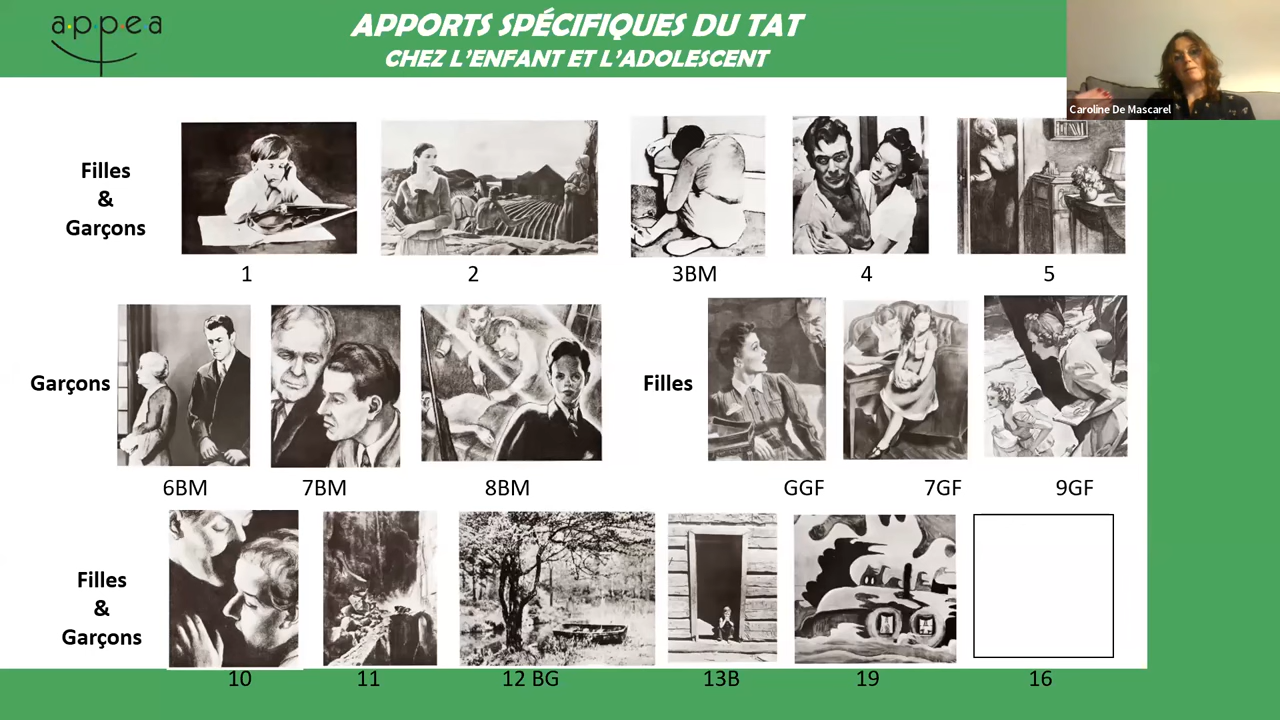 appea
APPORTS SPÉCIFIQUES DU TAT
CHEZ L'ENFANT ET L'ADOLESCENT
Caroline De Mascarel
Filles
&
Garçons
1
2
3BM
4
5
Garçons
6BM
7BM
8BM
Filles
GGF
7GF
9GF
Filles
&
Garçons
10
11
12 BG
13B
19
16